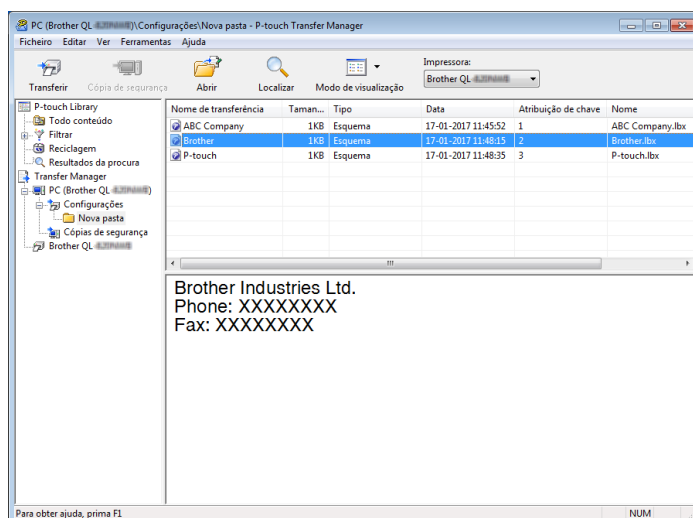 PC (Brother QL- )\Configurações\Nova pasta - P-touch Transfer Manager
Ficheiro Editar Ver Ferramentas Ajuda
Transferir Cópia de segurança Abrir Localizar Modo de visualização
Impressora:
Brother QL-
P-touch Library
Todo conteúdo
Filtrar
Reciclagem
Resultados da procura
Transfer Manager
PC (Brother QL- )
Configurações
Nova pasta
Cópias de segurança
Brother QL-
Nome de transferência Taman... Tipo Data Atribuição de chave Nome
ABC Company 1KB Esquema 17-01-2017 11:45:52 1 ABC Company.lbx
Brother 1KB Esquema 17-01-2017 11:48:15 2 Brother.lbx
P-touch 1KB Esquema 17-01-2017 11:48:35 3 P-touch.lbx
Brother Industries Ltd.
Phone: XXXXXXXX
Fax: XXXXXXXX
Para obter ajuda, prima F1 NUM